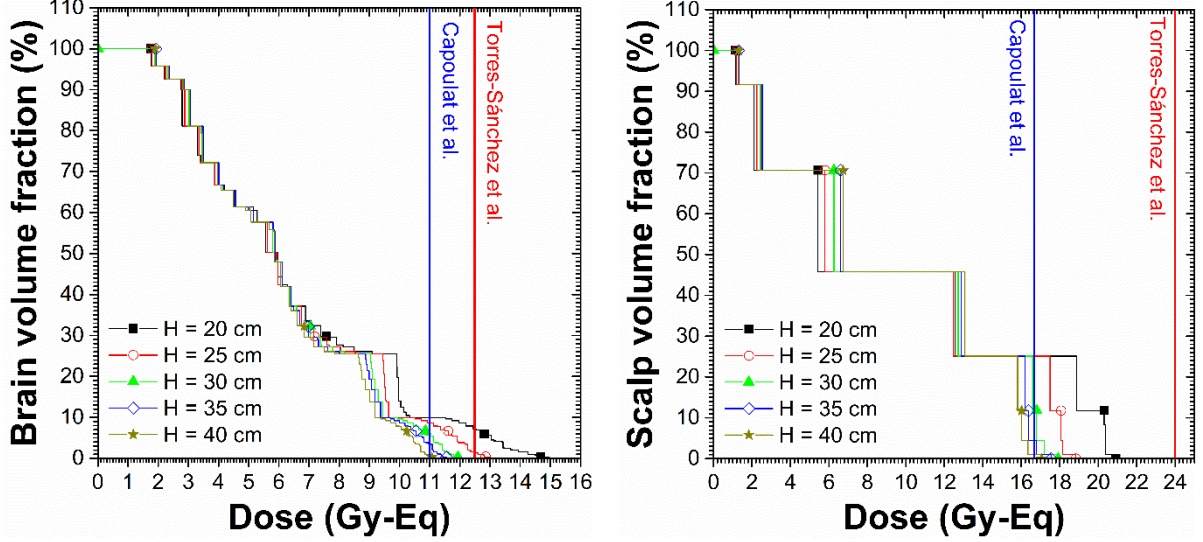 Brain volume fraction (%)
110
100
90
80
70
60
50
40
30
20
10
0
Capoulat et al.
Torres-Sánchez et al.
H = 20 cm
H = 25 cm
H = 30 cm
H = 35 cm
H = 40 cm
0 1 2 3 4 5 6 7 8 9 10 11 12 13 14 15 16
Dose (Gy-Eq)
Scalp volume fraction (%)
110
100
90
80
70
60
50
40
30
20
10
0
Capoulat et al.
Torres-Sánchez et al.
H = 20 cm
H = 25 cm
H = 30 cm
H = 35 cm
H = 40 cm
0 2 4 6 8 10 12 14 16 18 20 22 24
Dose (Gy-Eq)